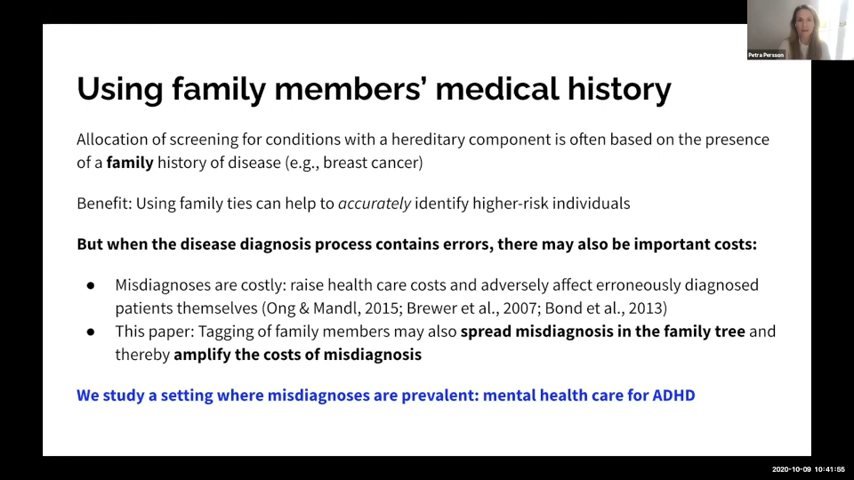 Petra Persson
Using family members’ medical history
Allocation of screening for conditions with a hereditary component is often based on the presence
of a family history of disease (e.g., breast cancer)
Benefit: Using family ties can help to accurately identify higher-risk individuals
But when the disease diagnosis process contains errors, there may also be important costs:
● Misdiagnoses are costly: raise health care costs and adversely affect erroneously diagnosed
patients themselves (Ong & Mandl, 2015; Brewer et al., 2007; Bond et al., 2013)
● This paper: Tagging of family members may also spread misdiagnosis in the family tree and
thereby amplify the costs of misdiagnosis
We study a setting where misdiagnoses are prevalent: mental health care for ADHD
2020-10-09 10:41:55